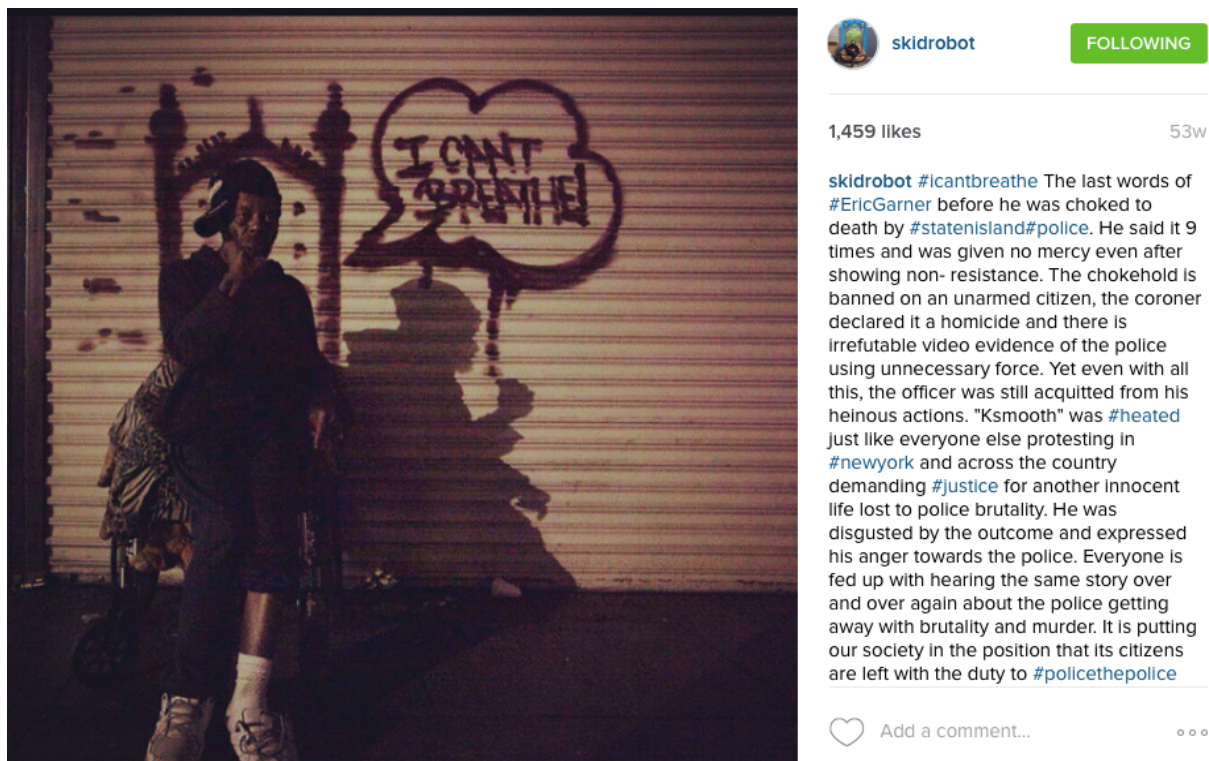 I CANT
BREATHE!
skidrobot
FOLLOWING
1,459 likes
53w
skidrobot #icantbreathe The last words of
#EricGarner before he was choked to
death by #statenisland#police. He said it 9
times and was given no mercy even after
showing non- resistance. The chokehold is
banned on an unarmed citizen, the coroner
declared it a homicide and there is
irrefutable video evidence of the police
using unnecessary force. Yet even with all
this, the officer was still acquitted from his
heinous actions. "Ksmooth" was #heated
just like everyone else protesting in
#newyork and across the country
demanding #justice for another innocent
life lost to police brutality. He was
disgusted by the outcome and expressed
his anger towards the police. Everyone is
fed up with hearing the same story over
and over again about the police getting
away with brutality and murder. It is putting
our society in the position that its citizens
are left with the duty to #policethepolice
Add a comment...